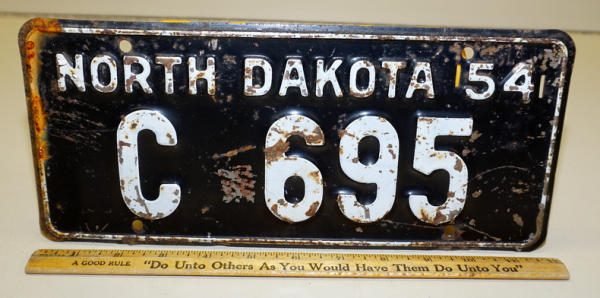 NORTH DAKOTA 54
C 695
A GOOD RULE "Do Unto Others As You Would Have Them Do Unto You"